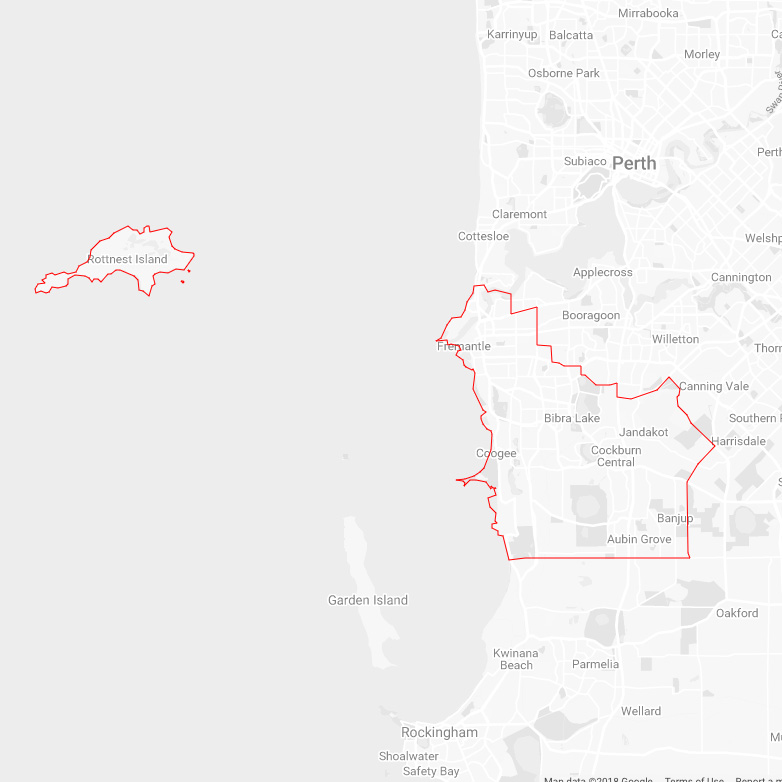 Mirrabooka
Karrinyup
Balcatta
Morley
Osborne Park
Swan
Subiaco
Perth
Claremont
Cottesloe
Welshp
Rottnest Island
Applecross
Cannington
Booragoon
Willetton
Fremantle
Thorn
Canning Vale
Bibra Lake
Southern
Jandakot
Harrisdale
Coogee
Cockburn
Central
Banjup
Aubin Grove
Garden Island
Oakford
Kwinana
Beach
Parmelia
Wellard
Rockingham
Shoalwater
Safety Bay
Map data ©2018 Google
Terms of Use
Report a m